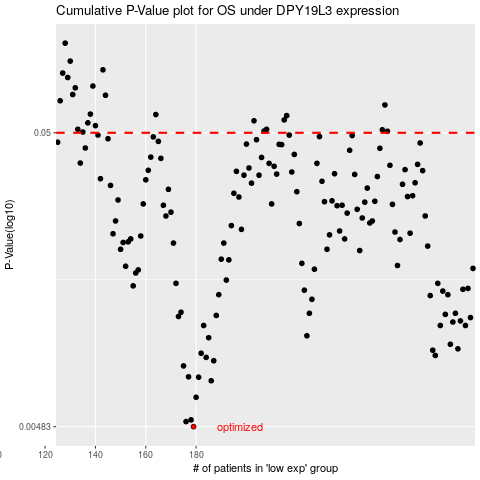 Cumulative P-Value plot for OS under DPY19L3 expression
0.05
P-Value(log10)
0.00483
optimized
0 120 140 160 180
# of patients in 'low exp' group